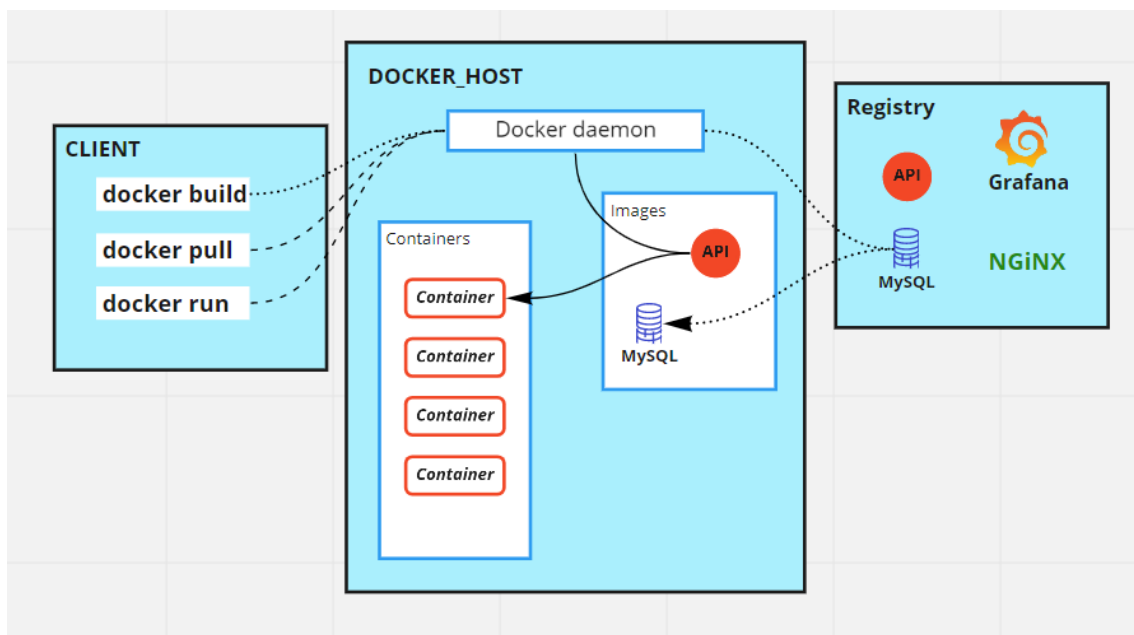 CLIENT
docker build
docker pull
docker run
DOCKER_HOST
Docker daemon
Containers
Container
Container
Container
Container
Images
API
MySQL
Registry
API
Grafana
MySQL
NGiNX